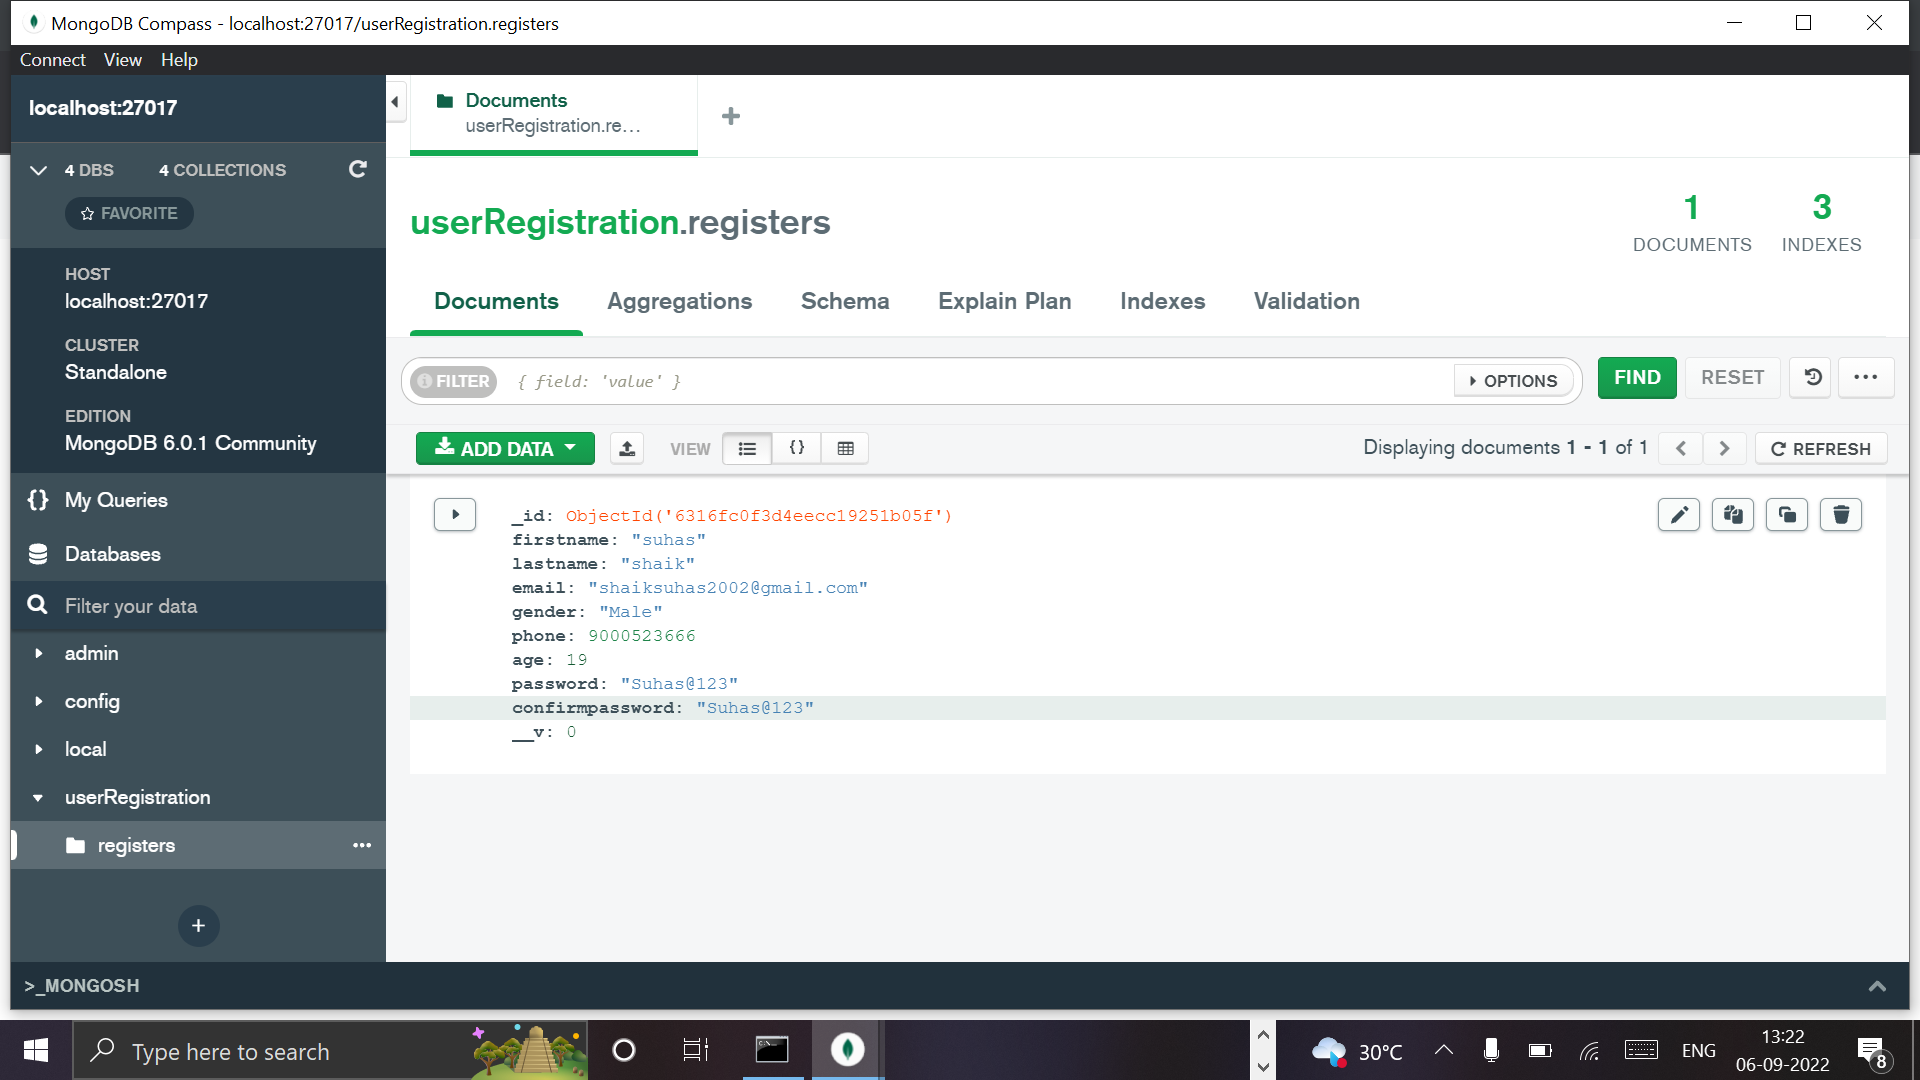 MongoDB Compass - localhost:27017/userRegistration.registers
Connect View Help
localhost:27017
4 DBS 4 COLLECTIONS
FAVORITE
HOST
localhost:27017
CLUSTER
Standalone
EDITION
MongoDB 6.0.1 Community
{} My Queries
Databases
Filter your data
admin
config
local
userRegistration
registers •••
+
Documents
userRegistration.re...
+
userRegistration.registers
1
DOCUMENTS
3
INDEXES
Documents Aggregations Schema Explain Plan Indexes Validation
FILTER { field: 'value' } OPTIONS FIND RESET •••
ADD DATA VIEW {} Displaying documents 1 - 1 of 1 < > REFRESH
_id: ObjectId('6316fc0f3d4eecc19251b05f')
firstname: "suhas"
lastname: "shaik"
email: "shaiksuhas2002@gmail.com"
gender: "Male"
phone: 9000523666
age: 19
password: "Suhas@123"
confirmpassword: "Suhas@123"
__v: 0
>_MONGOSH
Type here to search
30°C
ENG
13:22
06-09-2022
8